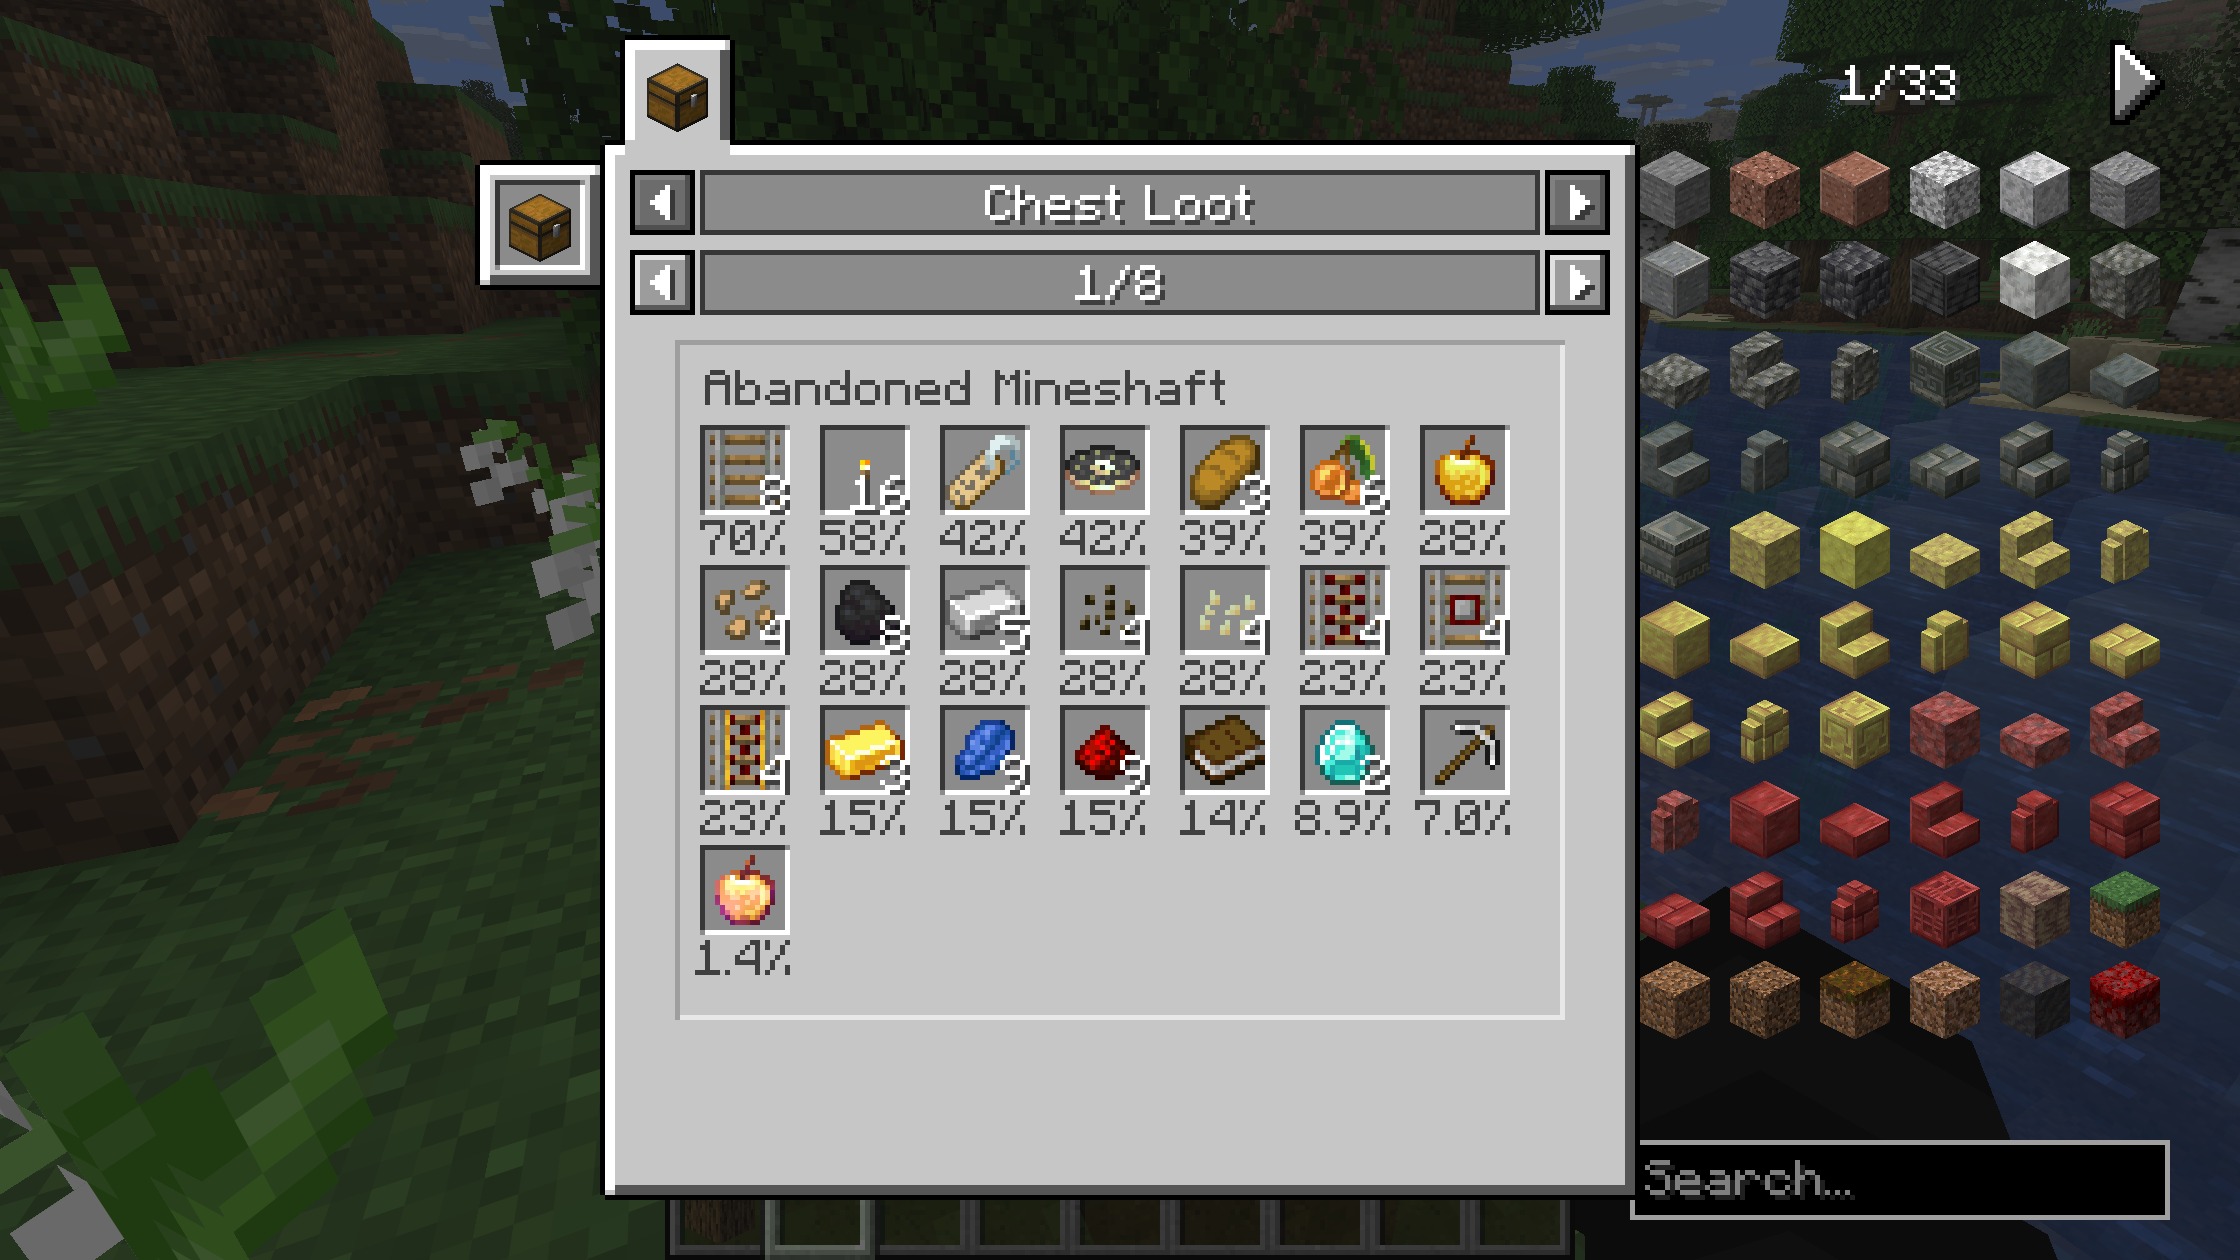 1/33
Chest Loot
1/8
Abandoned Mineshaft
8 16 3 6
70% 58% 42% 42% 39% 39% 28%
4 8 5 4 4 4 4
28% 28% 28% 28% 28% 23% 23%
4 3 9 9 2
23% 15% 15% 15% 14% 8.9% 7.0%
1.4%
Search...